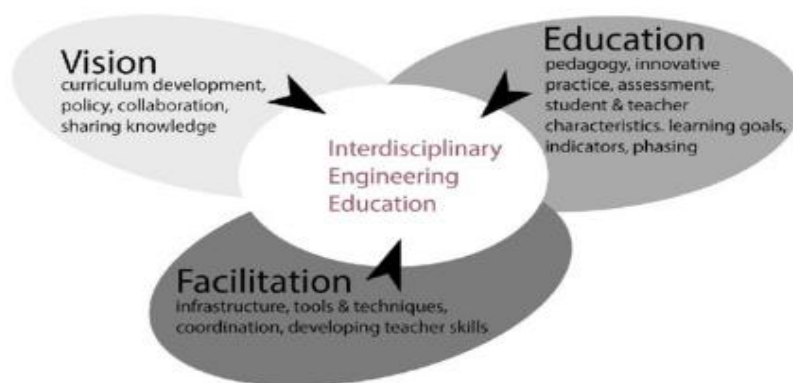 Vision
curriculum development,
policy, collaboration,
sharing knowledge
Education
pedagogy, innovative
practice, assessment,
student & teacher
characteristics. learning goals,
indicators, phasing
Interdisciplinary
Engineering
Education
Facilitation
infrastructure, tools & techniques,
coordination, developing teacher skills